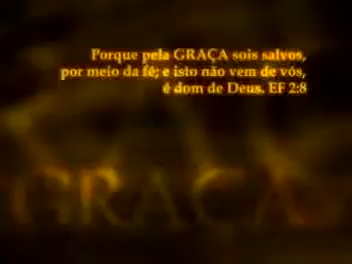 Porque pela GRAÇA sois salvos,
por meio da fé; e isto não vem de vós,
é dom de Deus. EF 2:8
GRAÇA